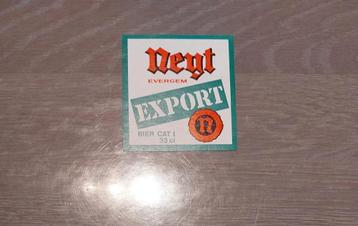 Neyt
EVERGEM
EXPORT
BIER CAT I
33 cl